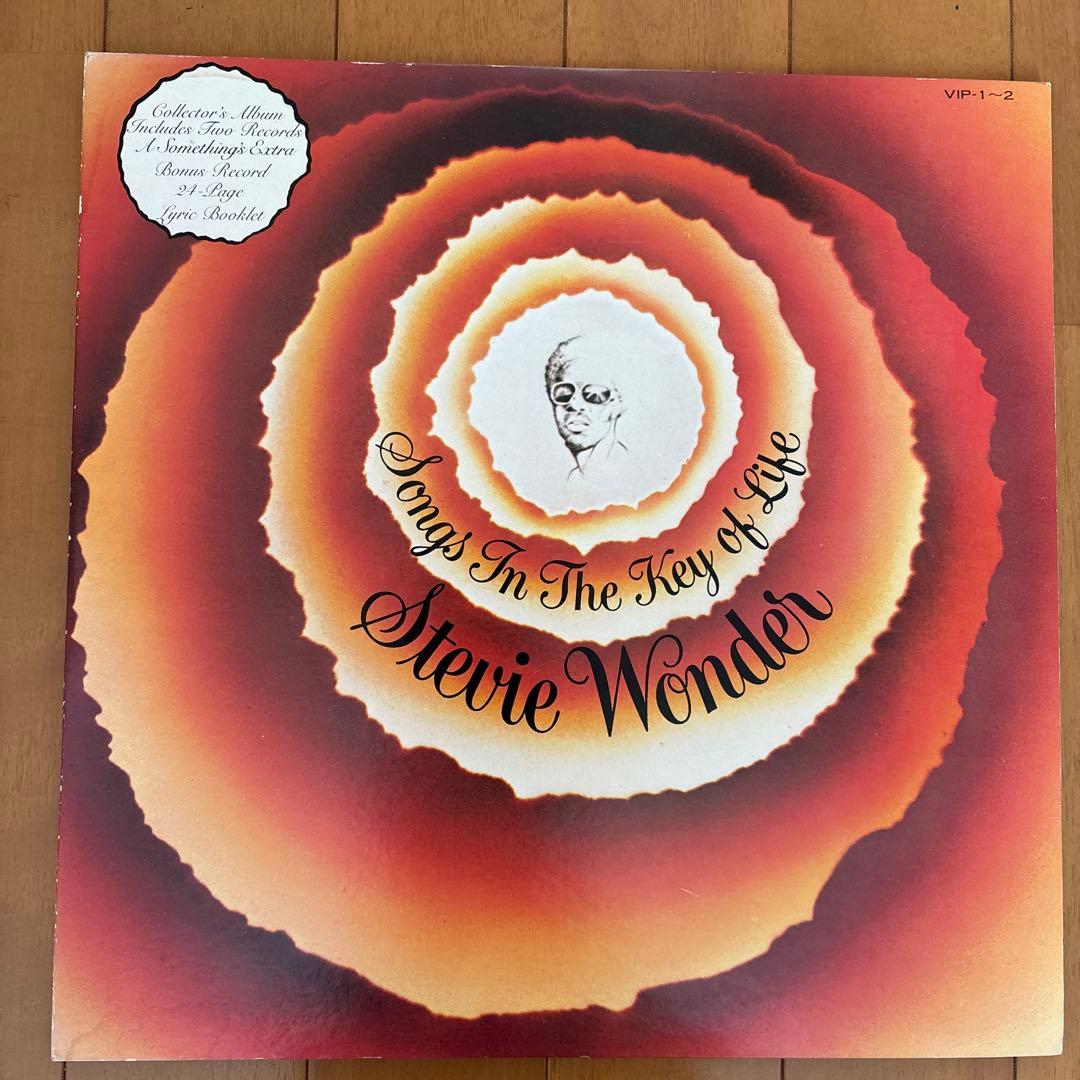 Collector's Album
Includes Two Records
A Something's Extra
Bonus Record
24-Page
Lyric Booklet
VIP-1~2
Songs In The Key of Life
Stevie Wonder